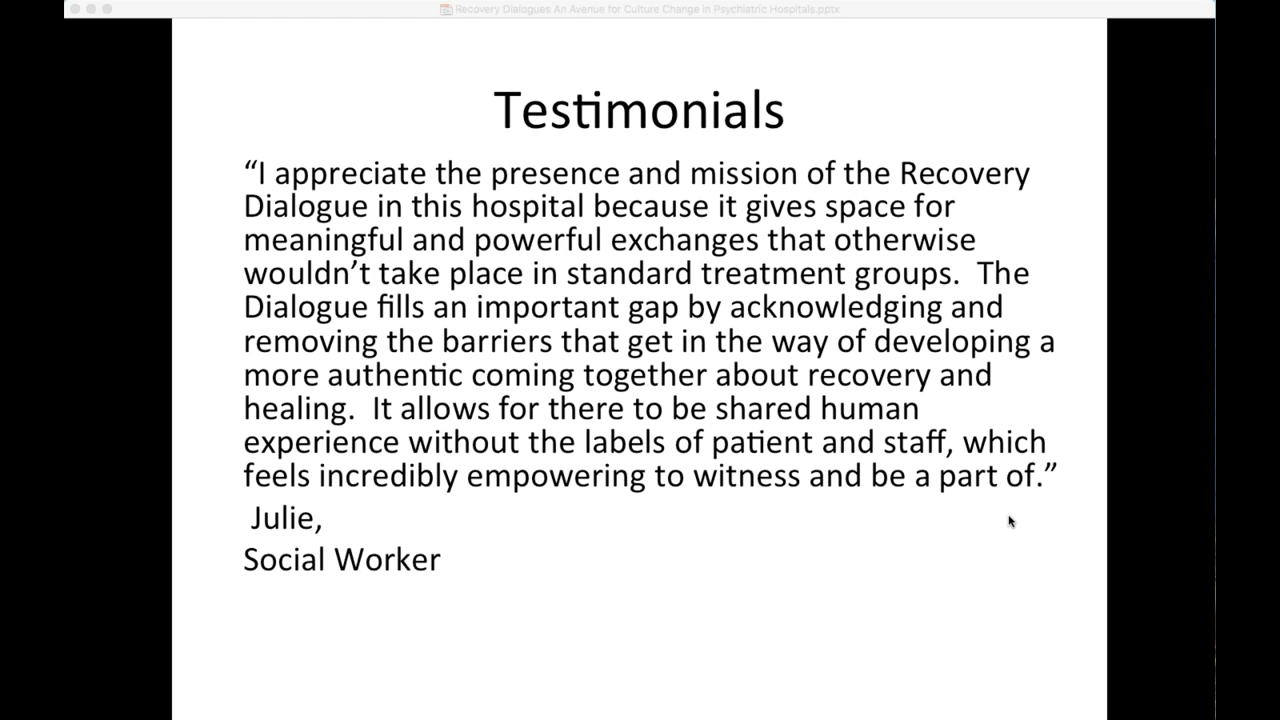 Recovery Dialogues An Avenue for Culture Change in Psychiatric Hospitals.pptx
Testimonials
“I appreciate the presence and mission of the Recovery
Dialogue in this hospital because it gives space for
meaningful and powerful exchanges that otherwise
wouldn’t take place in standard treatment groups.  The
Dialogue fills an important gap by acknowledging and
removing the barriers that get in the way of developing a
more authentic coming together about recovery and
healing.  It allows for there to be shared human
experience without the labels of patient and staff, which
feels incredibly empowering to witness and be a part of.”
Julie,
Social Worker